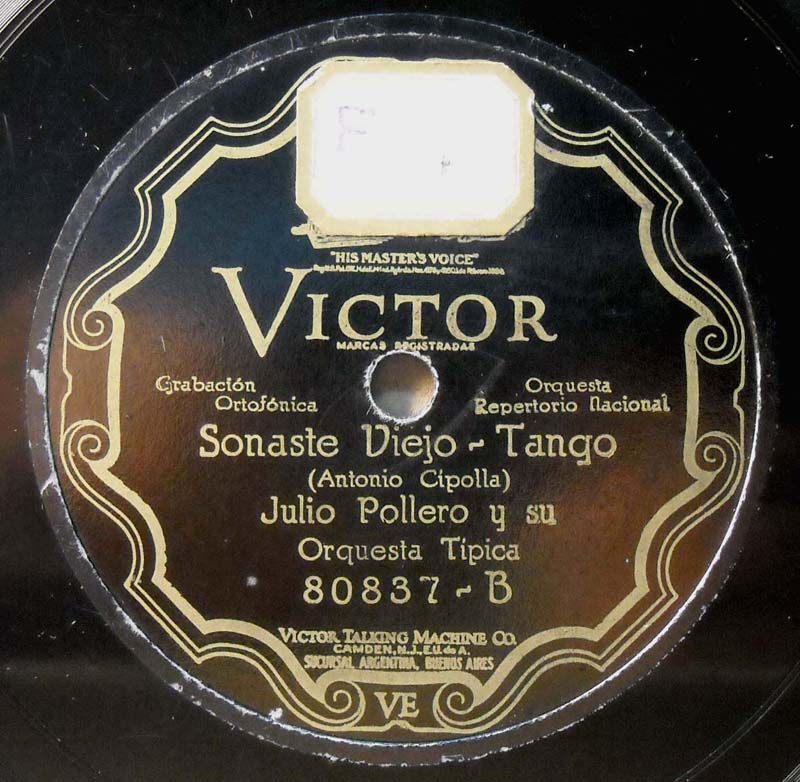 "HIS MASTER'S VOICE"
VICTOR
MARCAS REGISTRADAS
Grabación
Ortofónica
Orquesta
Repertorio Nacional
Sonaste Viejo - Tango
(Antonio Cipolla)
Julio Pollero y su
Orquesta Típica
80837 - B
VICTOR TALKING MACHINE CO.
CAMDEN, N.J., E.U. de A.
SUCURSAL ARGENTINA, BUENOS AIRES
VE